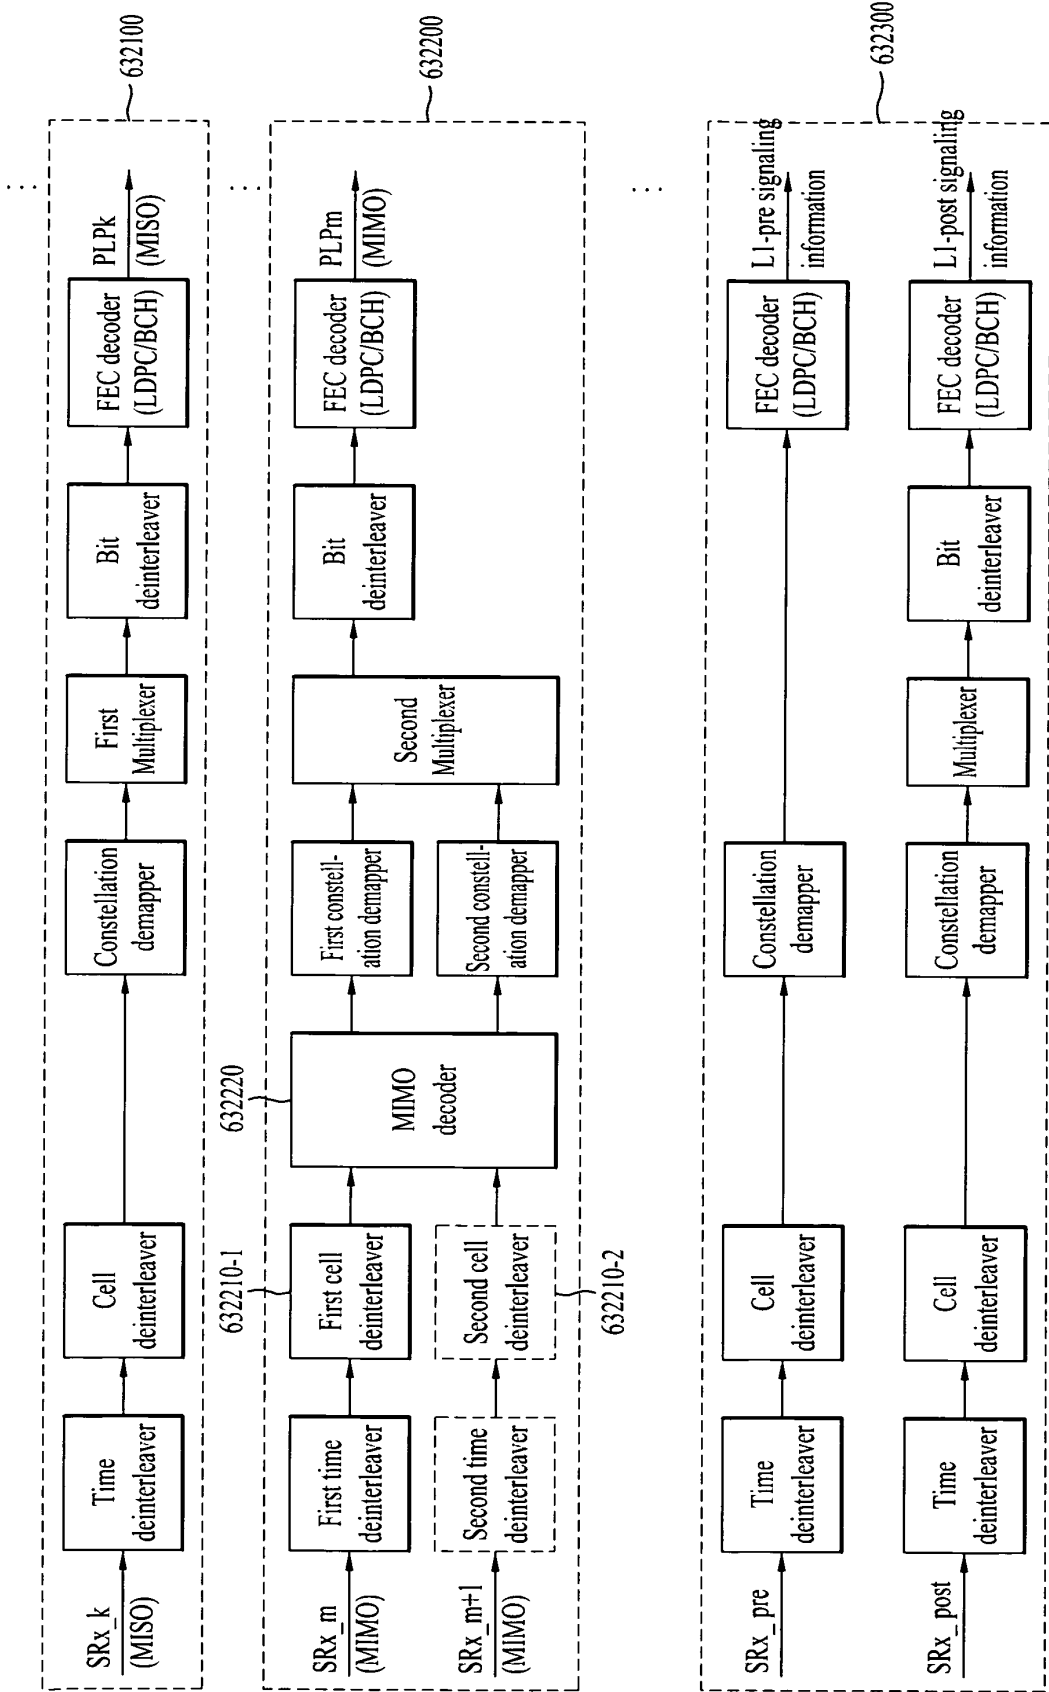 632100
SRx_k
(MISO)
Time
deinterleaver
Cell
deinterleaver
Constellation
demapper
First
Multiplexer
Bit
deinterleaver
FEC decoder
(LDPC/BCH)
PLPk
(MISO)
...
632200
632210-1
632220
SRx_m
(MIMO)
First time
deinterleaver
First cell
deinterleaver
SRx_m+1
(MIMO)
Second time
deinterleaver
Second cell
deinterleaver
632210-2
MIMO
decoder
First constell-
ation demapper
Second constell-
ation demapper
Second
Multiplexer
Bit
deinterleaver
FEC decoder
(LDPC/BCH)
PLPm
(MIMO)
...
...
632300
SRx_pre
Time
deinterleaver
Cell
deinterleaver
Constellation
demapper
FEC decoder
(LDPC/BCH)
L1-pre signaling
information
SRx_post
Time
deinterleaver
Cell
deinterleaver
Constellation
demapper
Multiplexer
Bit
deinterleaver
FEC decoder
(LDPC/BCH)
L1-post signaling
information